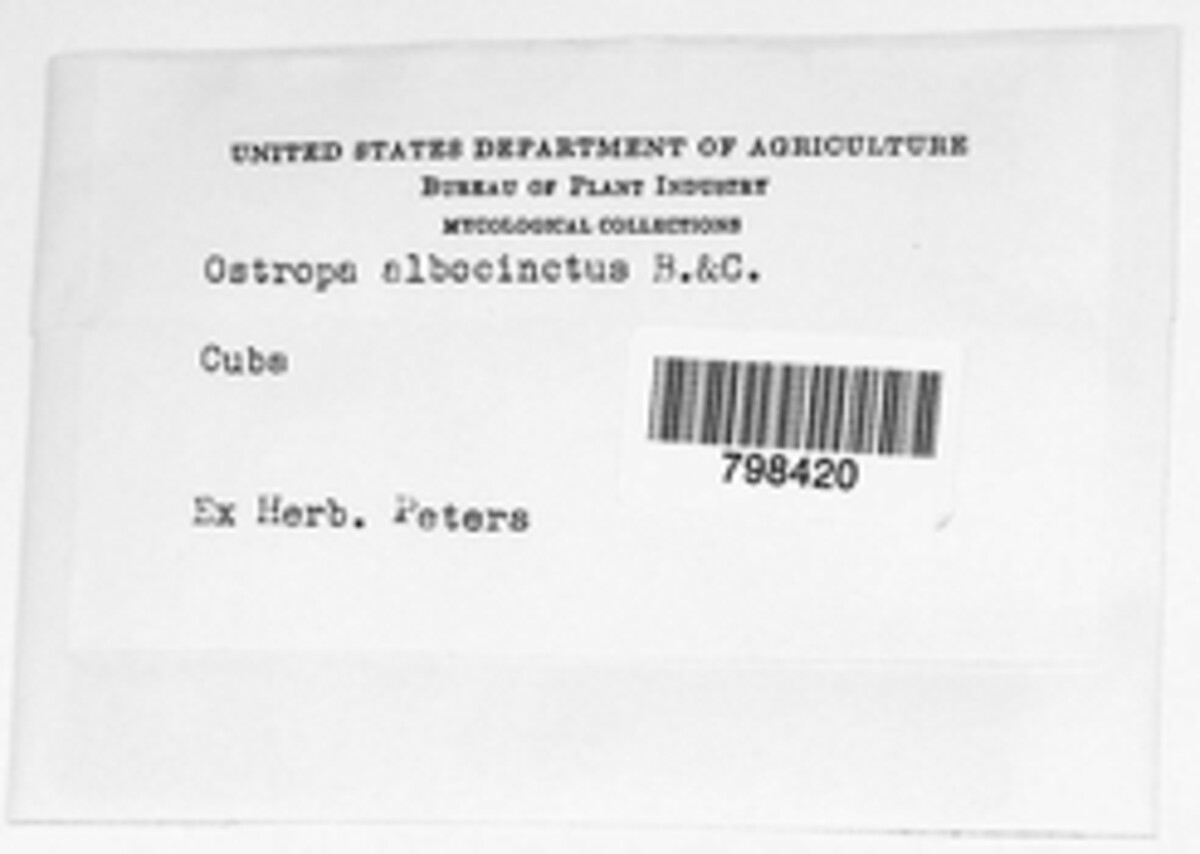 UNITED STATES DEPARTMENT OF AGRICULTURE
BUREAU OF PLANT INDUSTRY
MYCOLOGICAL COLLECTIONS
Ostropa albocinctus B.&C.
Cuba
798420
Ex Herb. Peters